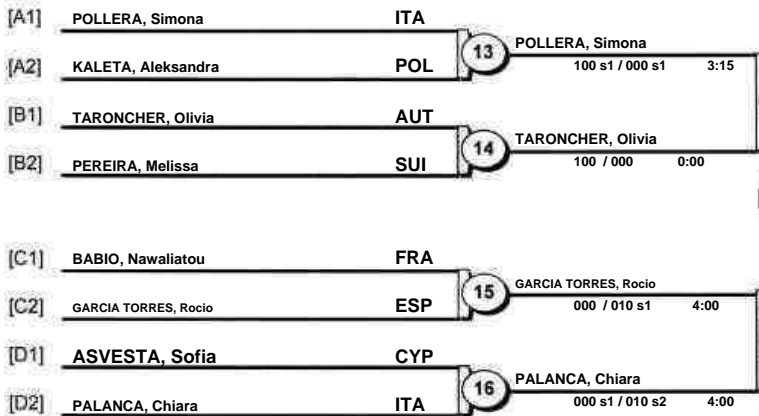 [A1] POLLERA, Simona ITA
13 POLLERA, Simona
100 s1 / 000 s1 3:15
[A2] KALETA, Aleksandra POL
[B1] TARONCHER, Olivia AUT
14 TARONCHER, Olivia
100 / 000 0:00
[B2] PEREIRA, Melissa SUI
[C1] BABIO, Nawaliatou FRA
15 GARCIA TORRES, Rocio
000 / 010 s1 4:00
[C2] GARCIA TORRES, Rocio ESP
[D1] ASVESTA, Sofia CYP
16 PALANCA, Chiara
000 s1 / 010 s2 4:00
[D2] PALANCA, Chiara ITA